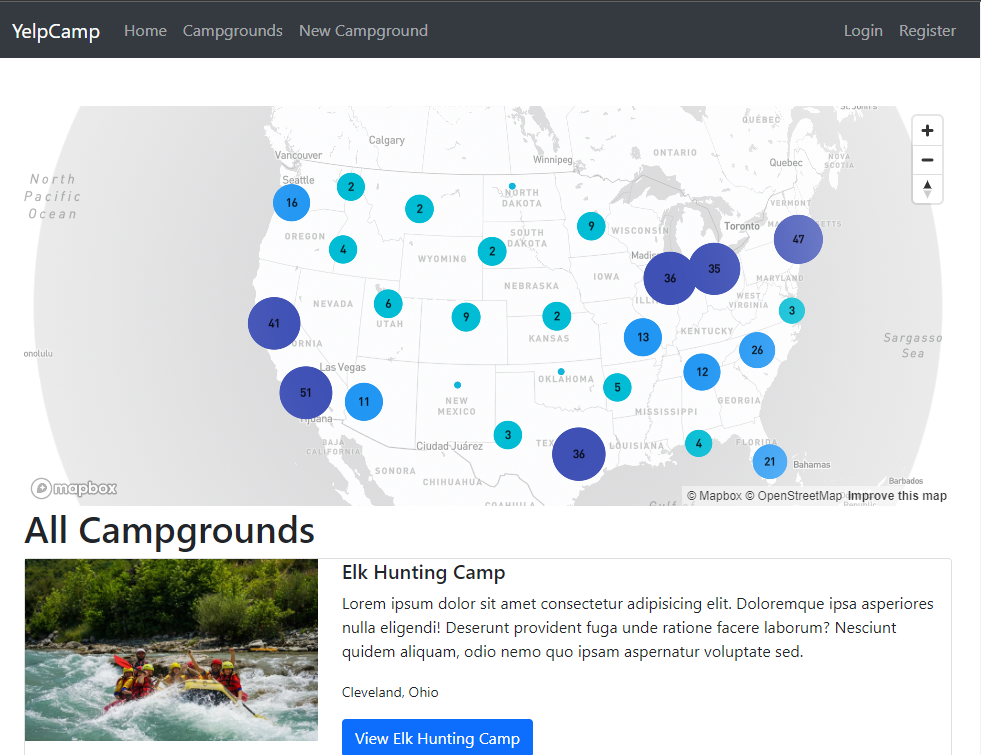 YelpCamp Home Campgrounds New Campground Login Register
St. Johns
QUÉBEC
Calgary
ONTARIO
Vancouver
Winnipeg
Quebec
NOVA
SCOTIA
North
Pacific
Ocean
Seattle
2
NORTH
DAKOTA
16
2
VERMONT
9
WISCONSIN
Toronto
OREGON
SOUTH
DAKOTA
47
4
2
WYOMING
35
36
IOWA
MARYLAND
NEBRASKA
NEVADA
6
WEST
VIRGINIA
3
UTAH
9
2
41
KANSAS
13
KENTUCKY
Sargasso
Sea
onolulu
26
Las Vegas
12
OKLAHOMA
5
51
11
NEW
MEXICO
GEORGIA
MISSISSIPPI
3
BAJA
CALIFORNIA
Ciudad Juárez
LOUISIANA
4
FLORIDA
36
21
Bahamas
SONORA
CHIHUAHUA
Barbados
mapbox
© Mapbox © OpenStreetMap Improve this map
All Campgrounds
Elk Hunting Camp
Lorem ipsum dolor sit amet consectetur adipisicing elit. Doloremque ipsa asperiores
nulla eligendi! Deserunt provident fuga unde ratione facere laborum? Nesciunt
quidem aliquam, odio nemo quo ipsam aspernatur voluptate sed.
Cleveland, Ohio
View Elk Hunting Camp